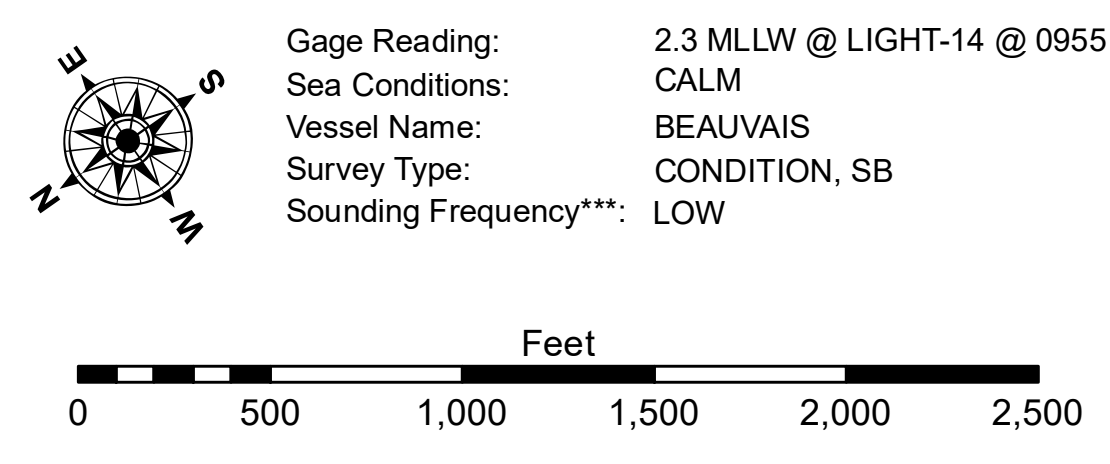 E
S
N
W
Gage Reading: 2.3 MLLW @ LIGHT-14 @ 0955
Sea Conditions: CALM
Vessel Name: BEAUVAIS
Survey Type: CONDITION, SB
Sounding Frequency***: LOW
Feet
0 500 1,000 1,500 2,000 2,500